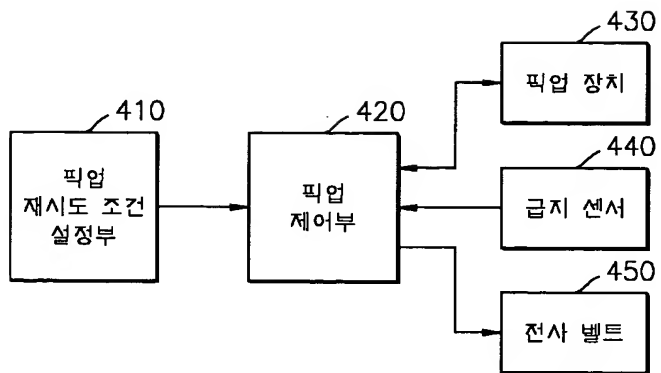 410
픽업
재시도 조건
설정부
420
픽업
제어부
430
픽업 장치
440
급지 센서
450
전사 벨트